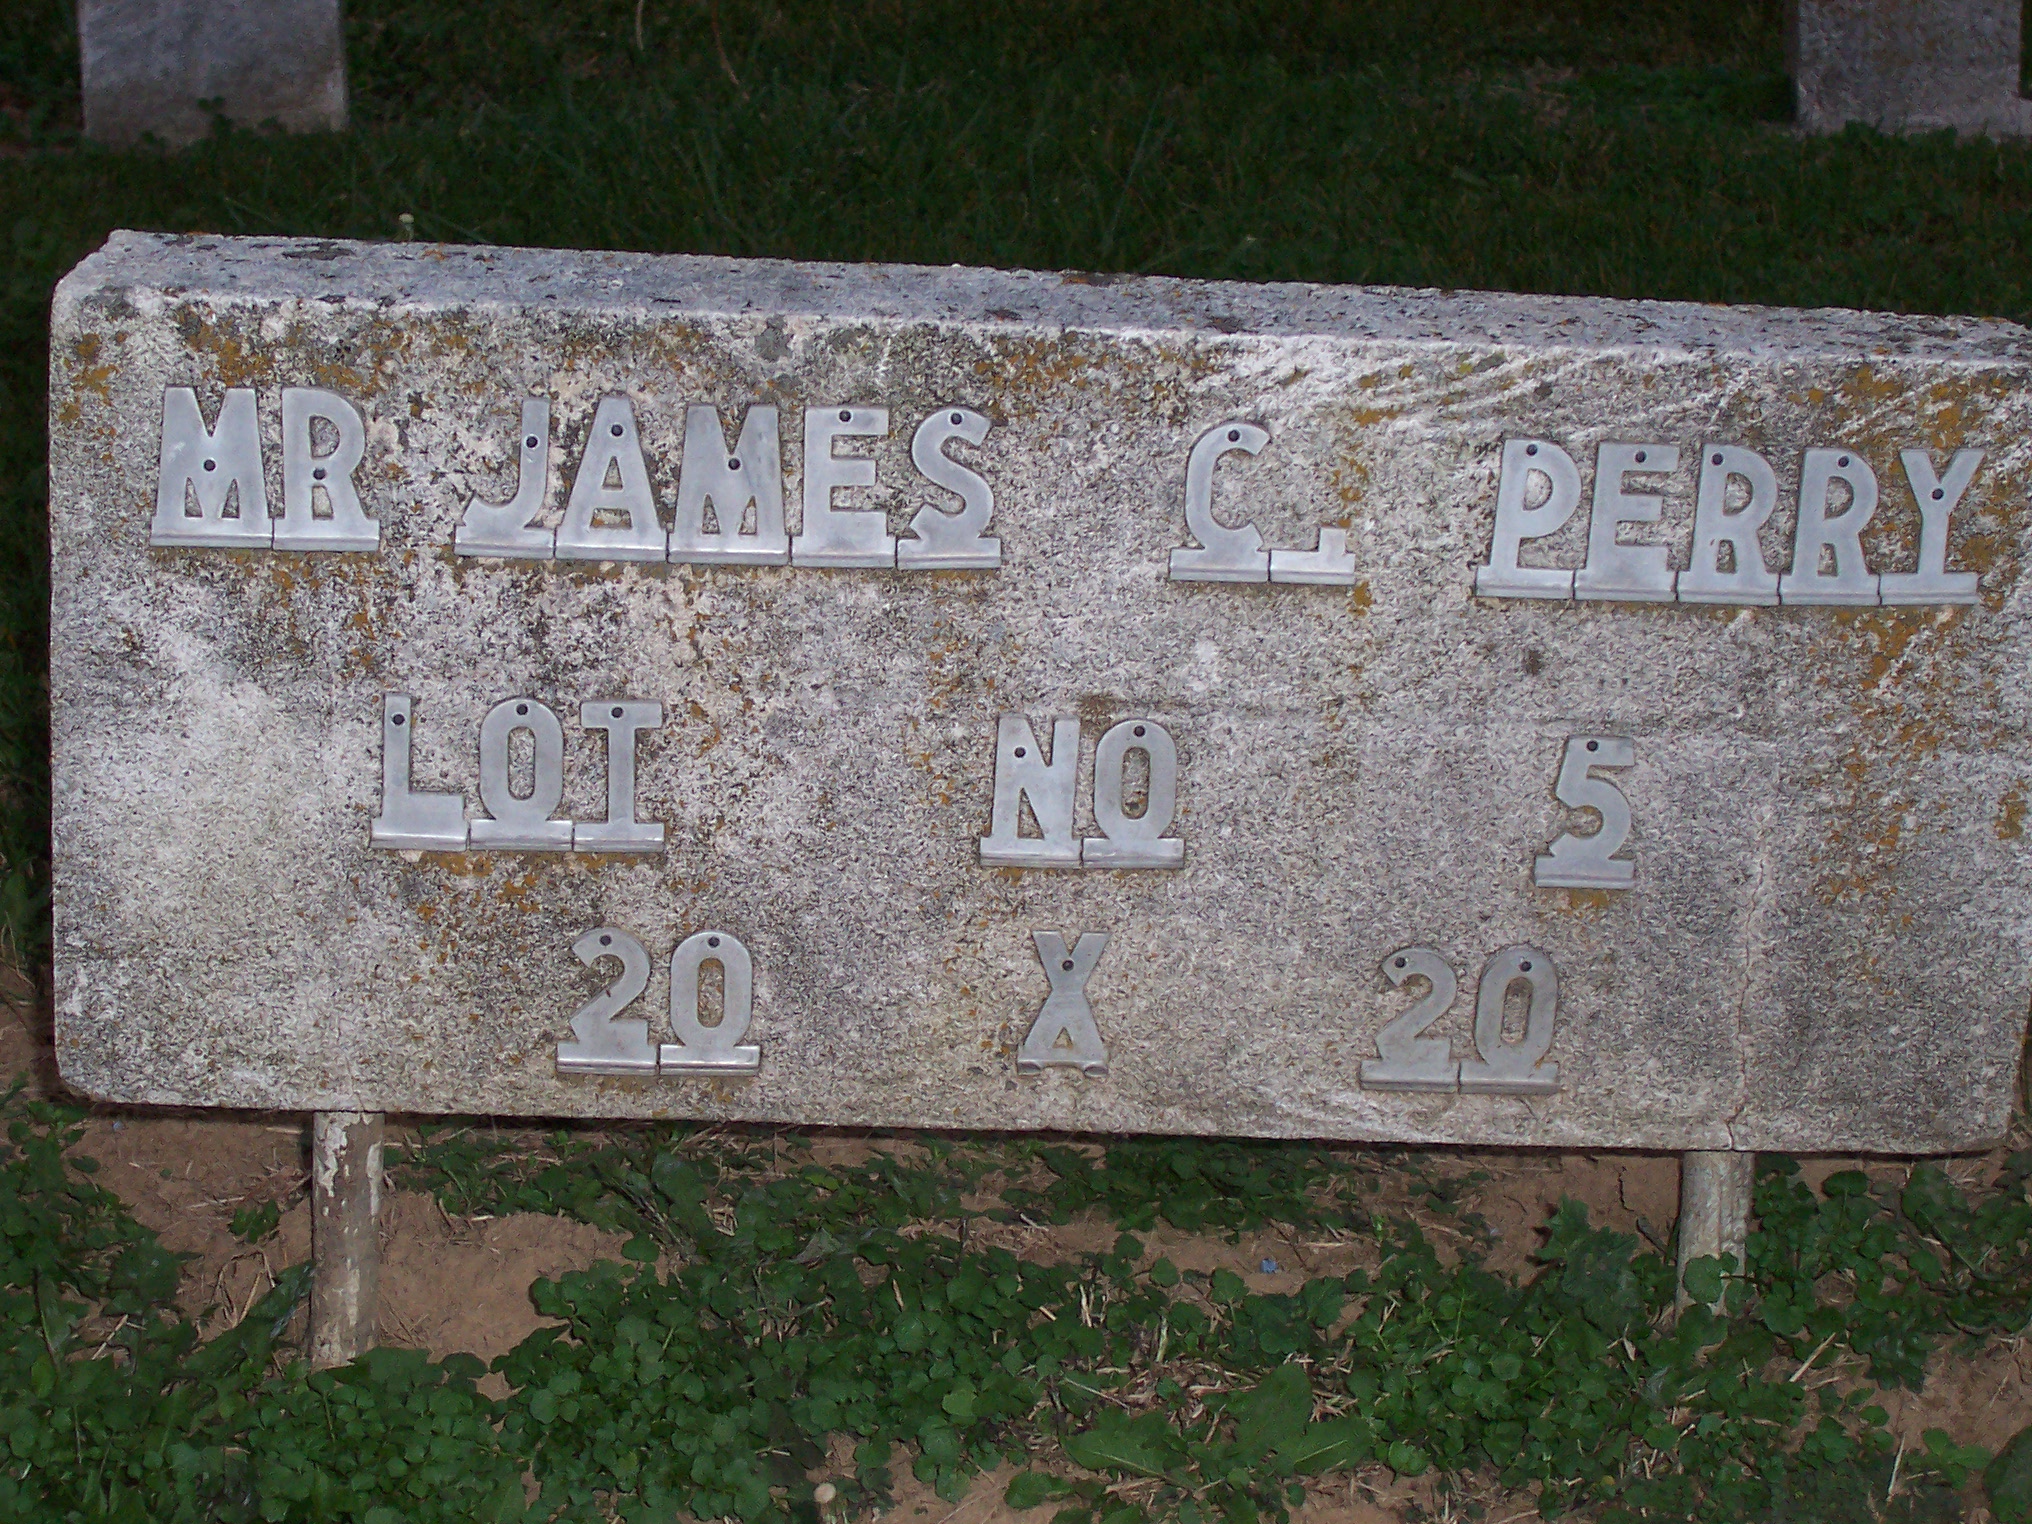 MR JAMES C. PERRY
LOT NO 5
20 X 20